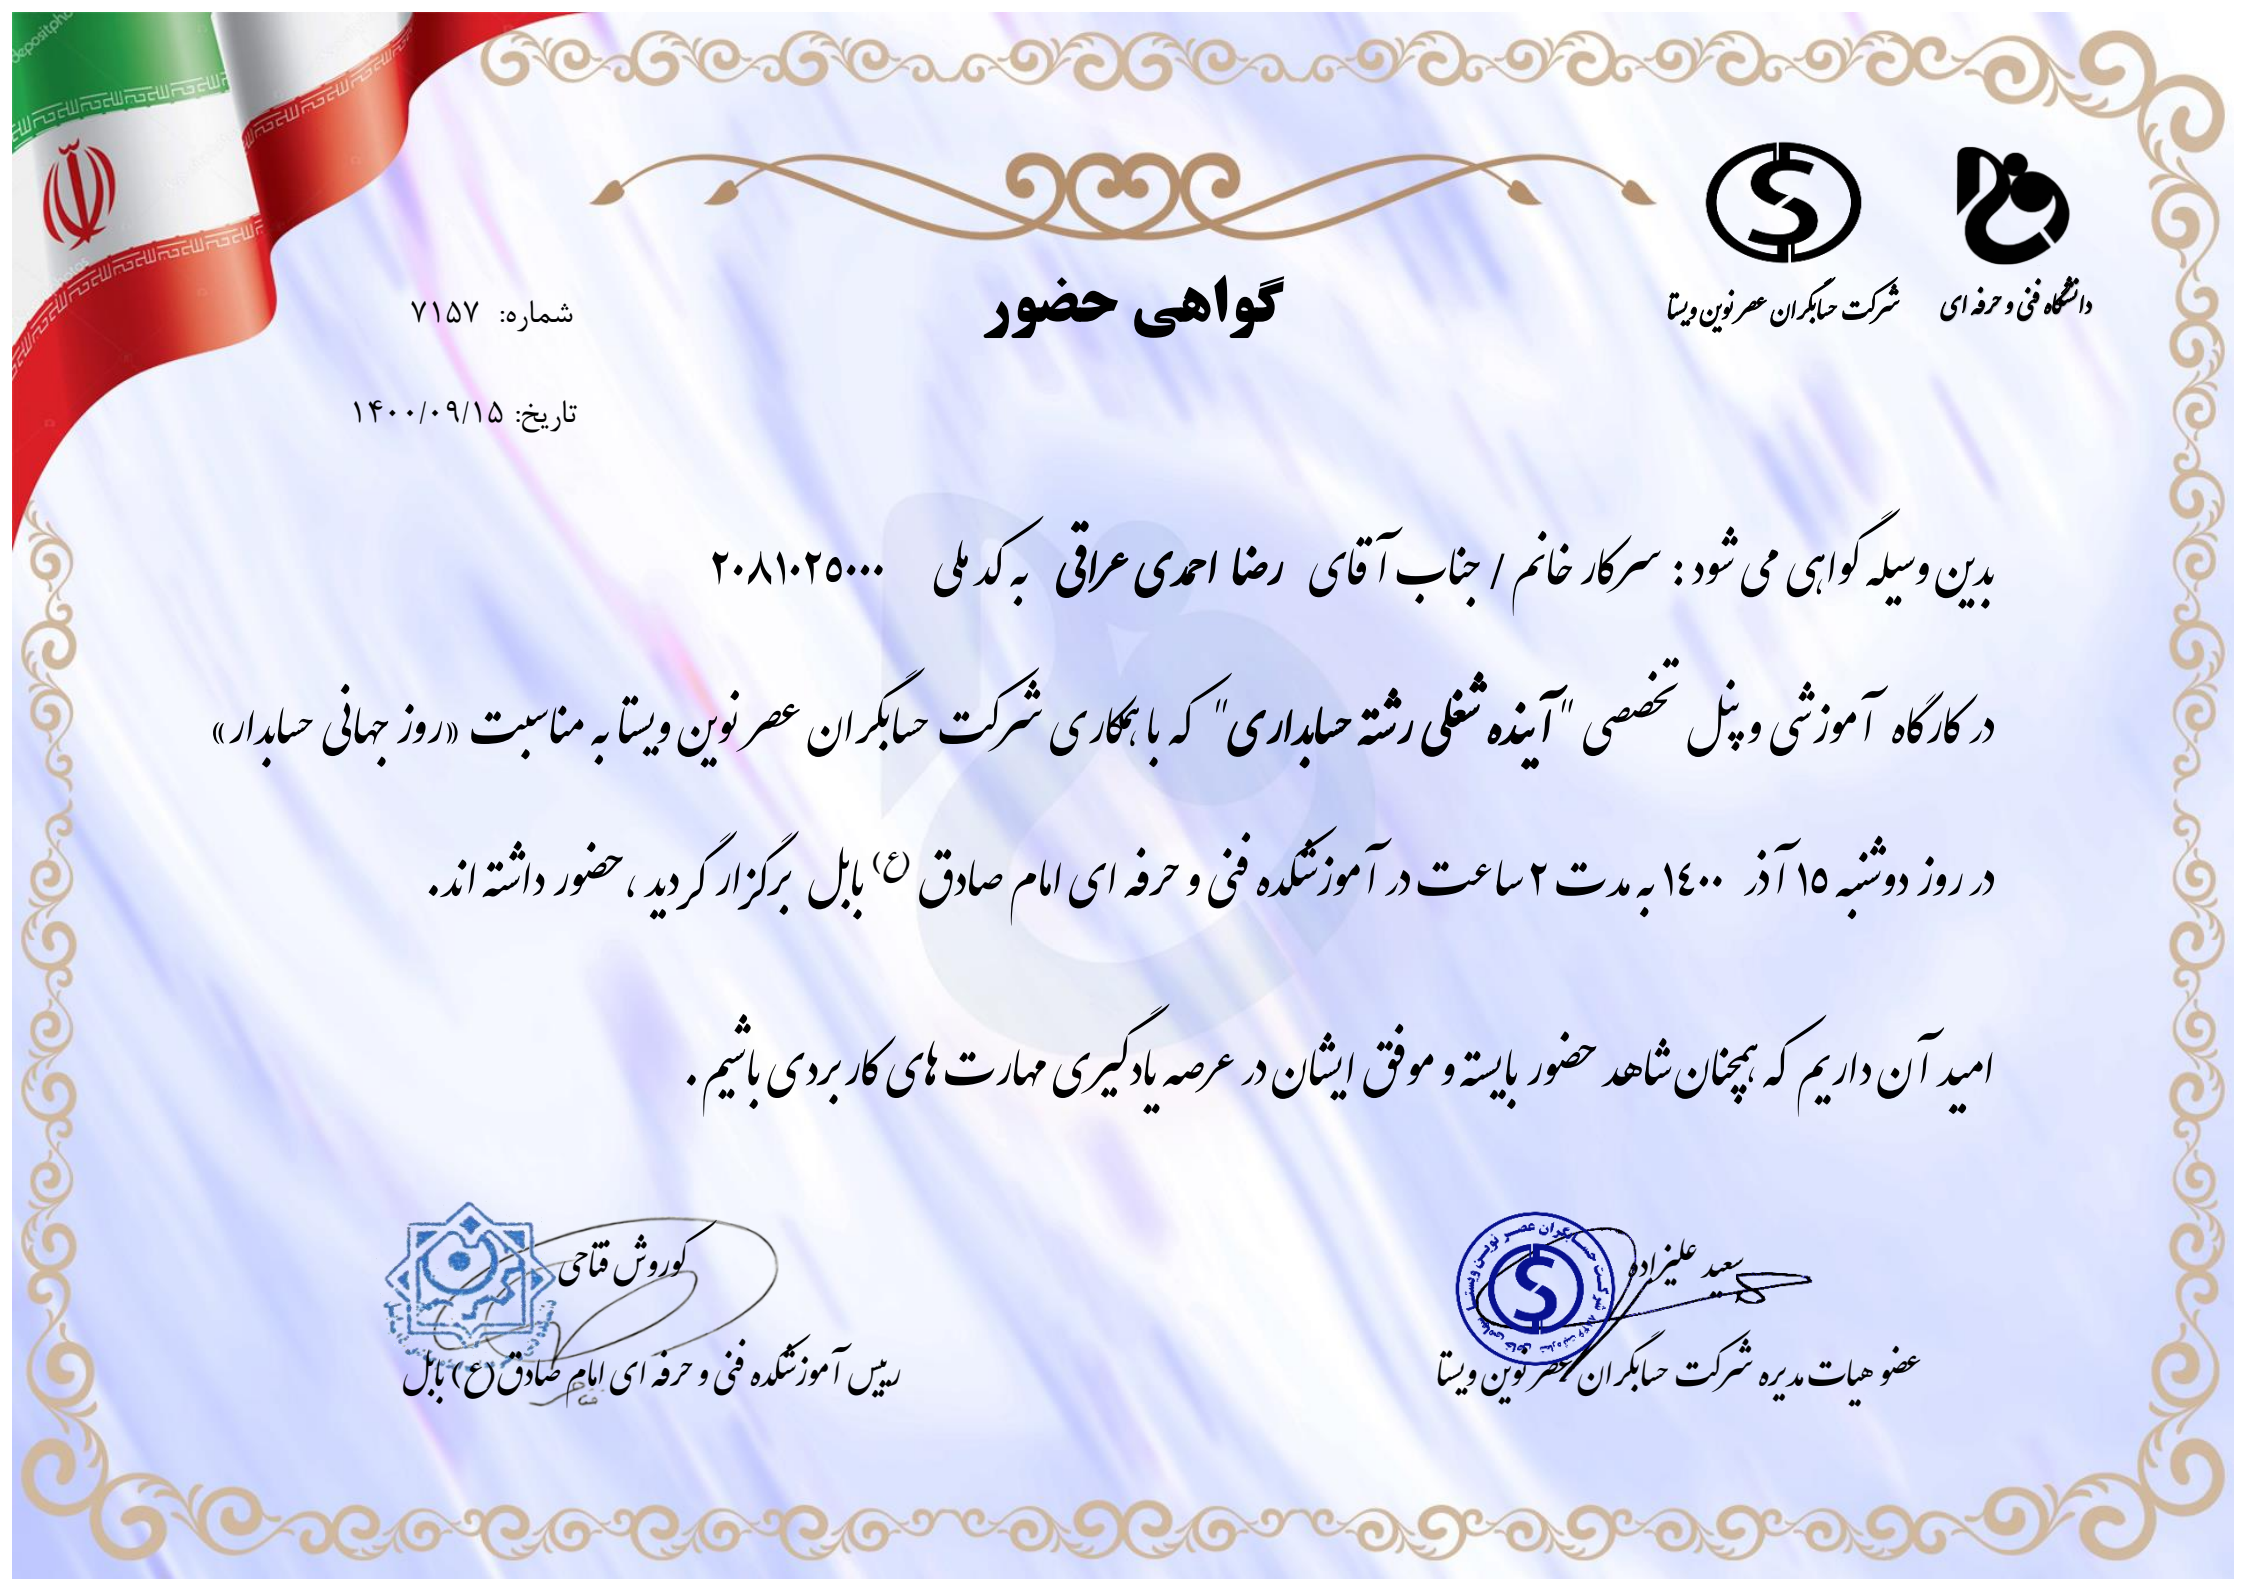 دانشگاه فنی و حرفه ای
شرکت حسابگران عصر نوین ویستا
گواهی حضور
شماره: ۷۱۵۷
تاریخ: ۱۴۰۰/۰۹/۱۵
بدین وسیله گواهی می شود : سرکار خانم / جناب آقای رضا احمدی عراقی به کد ملی ۲۰۸۱۰۲۵۰۰۰
در کارگاه آموزشی و پنل تخصصی "آینده شغلی رشته حسابداری" که با همکاری شرکت حسابگران عصر نوین ویستا به مناسبت «روز جهانی حسابدار»
در روز دوشنبه ۱۵ آذر ۱۴۰۰ به مدت ۲ ساعت در آموزشکده فنی و حرفه ای امام صادق (ع) بابل برگزار گردید ، حضور داشته اند.
امید آن داریم که همچنان شاهد حضور بایسته و موفق ایشان در عرصه یادگیری مهارت های کاربردی باشیم .
سعید علیزاده
عضو هیات مدیره شرکت حسابگران عصر نوین ویستا
کوروش فتاحی
رییس آموزشکده فنی و حرفه ای امام صادق (ع) بابل